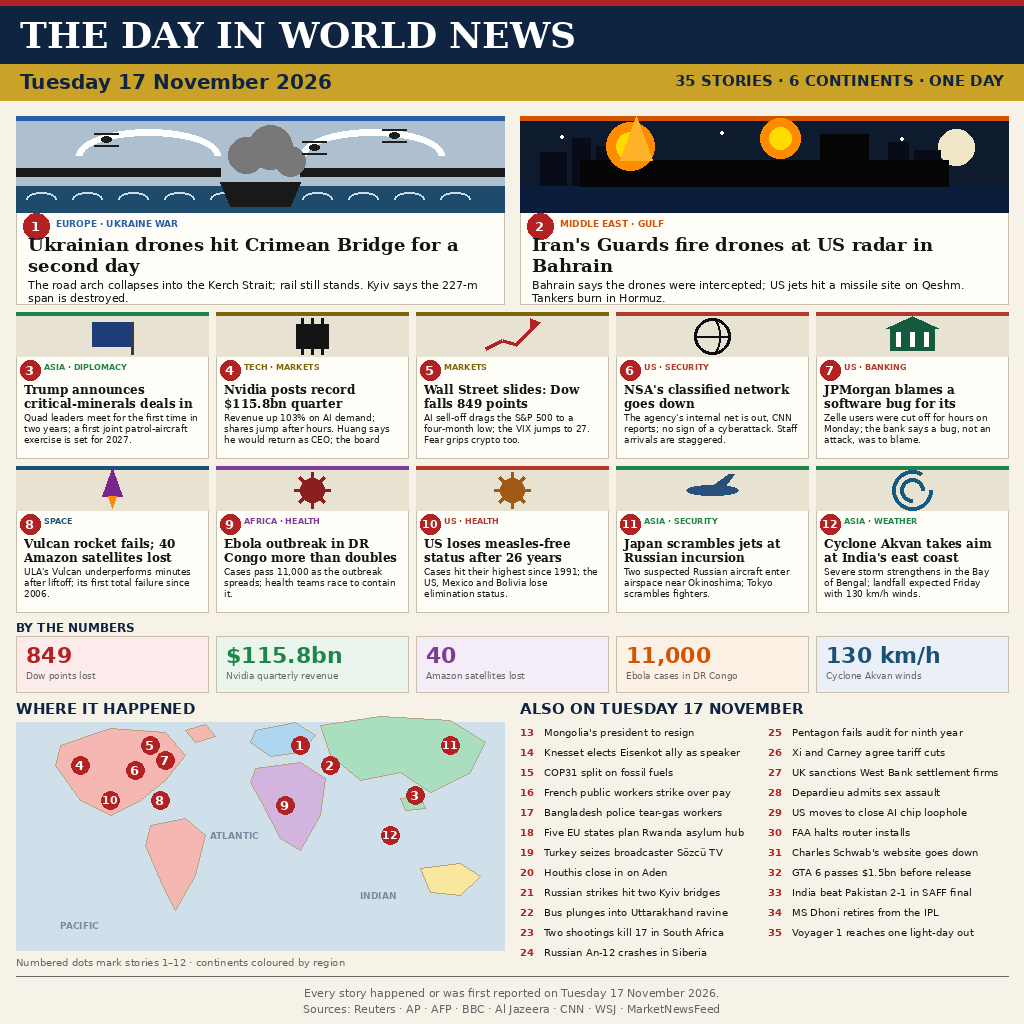 THE DAY IN WORLD NEWS
Tuesday 17 November 2026
35 STORIES · 6 CONTINENTS · ONE DAY
1 EUROPE · UKRAINE WAR
Ukrainian drones hit Crimean Bridge for a
second day
The road arch collapses into the Kerch Strait; rail still stands. Kyiv says the 227-m
span is destroyed.
2 MIDDLE EAST · GULF
Iran's Guards fire drones at US radar in
Bahrain
Bahrain says the drones were intercepted; US jets hit a missile site on Qeshm.
Tankers burn in Hormuz.
3 ASIA · DIPLOMACY
Trump announces
critical-minerals deals in
Quad leaders meet for the first time in
two years; a first joint patrol-aircraft
exercise is set for 2027.
4 TECH · MARKETS
Nvidia posts record
$115.8bn quarter
Revenue up 103% on AI demand;
shares jump after hours. Huang says
he would return as CEO; the board
5 MARKETS
Wall Street slides: Dow
falls 849 points
AI sell-off drags the S&P 500 to a
four-month low; the VIX jumps to 27.
Fear grips crypto too.
6 US · SECURITY
NSA's classified network
goes down
The agency's internal net is out, CNN
reports; no sign of a cyberattack. Staff
arrivals are staggered.
7 US · BANKING
JPMorgan blames a
software bug for its
Zelle users were cut off for hours on
Monday; the bank says a bug, not an
attack, was to blame.
8 SPACE
Vulcan rocket fails; 40
Amazon satellites lost
ULA's Vulcan underperforms minutes
after liftoff; its first total failure since
2006.
9 AFRICA · HEALTH
Ebola outbreak in DR
Congo more than doubles
Cases pass 11,000 as the outbreak
spreads; health teams race to contain
it.
10 US · HEALTH
US loses measles-free
status after 26 years
Cases hit their highest since 1991; the
US, Mexico and Bolivia lose
elimination status.
11 ASIA · SECURITY
Japan scrambles jets at
Russian incursion
Two suspected Russian aircraft enter
airspace near Okinoshima; Tokyo
scrambles fighters.
12 ASIA · WEATHER
Cyclone Akvan takes aim
at India's east coast
Severe storm strengthens in the Bay
of Bengal; landfall expected Friday
with 130 km/h winds.
BY THE NUMBERS
849
Dow points lost
$115.8bn
Nvidia quarterly revenue
40
Amazon satellites lost
11,000
Ebola cases in DR Congo
130 km/h
Cyclone Akvan winds
WHERE IT HAPPENED
1
2
3
4
5
6
7
8
9
10
11
12
ATLANTIC
INDIAN
PACIFIC
Numbered dots mark stories 1–12 · continents coloured by region
ALSO ON TUESDAY 17 NOVEMBER
13 Mongolia's president to resign
14 Knesset elects Eisenkot ally as speaker
15 COP31 split on fossil fuels
16 French public workers strike over pay
17 Bangladesh police tear-gas workers
18 Five EU states plan Rwanda asylum hub
19 Turkey seizes broadcaster Sözcü TV
20 Houthis close in on Aden
21 Russian strikes hit two Kyiv bridges
22 Bus plunges into Uttarakhand ravine
23 Two shootings kill 17 in South Africa
24 Russian An-12 crashes in Siberia
25 Pentagon fails audit for ninth year
26 Xi and Carney agree tariff cuts
27 UK sanctions West Bank settlement firms
28 Depardieu admits sex assault
29 US moves to close AI chip loophole
30 FAA halts router installs
31 Charles Schwab's website goes down
32 GTA 6 passes $1.5bn before release
33 India beat Pakistan 2-1 in SAFF final
34 MS Dhoni retires from the IPL
35 Voyager 1 reaches one light-day out
Every story happened or was first reported on Tuesday 17 November 2026.
Sources: Reuters · AP · AFP · BBC · Al Jazeera · CNN · WSJ · MarketNewsFeed